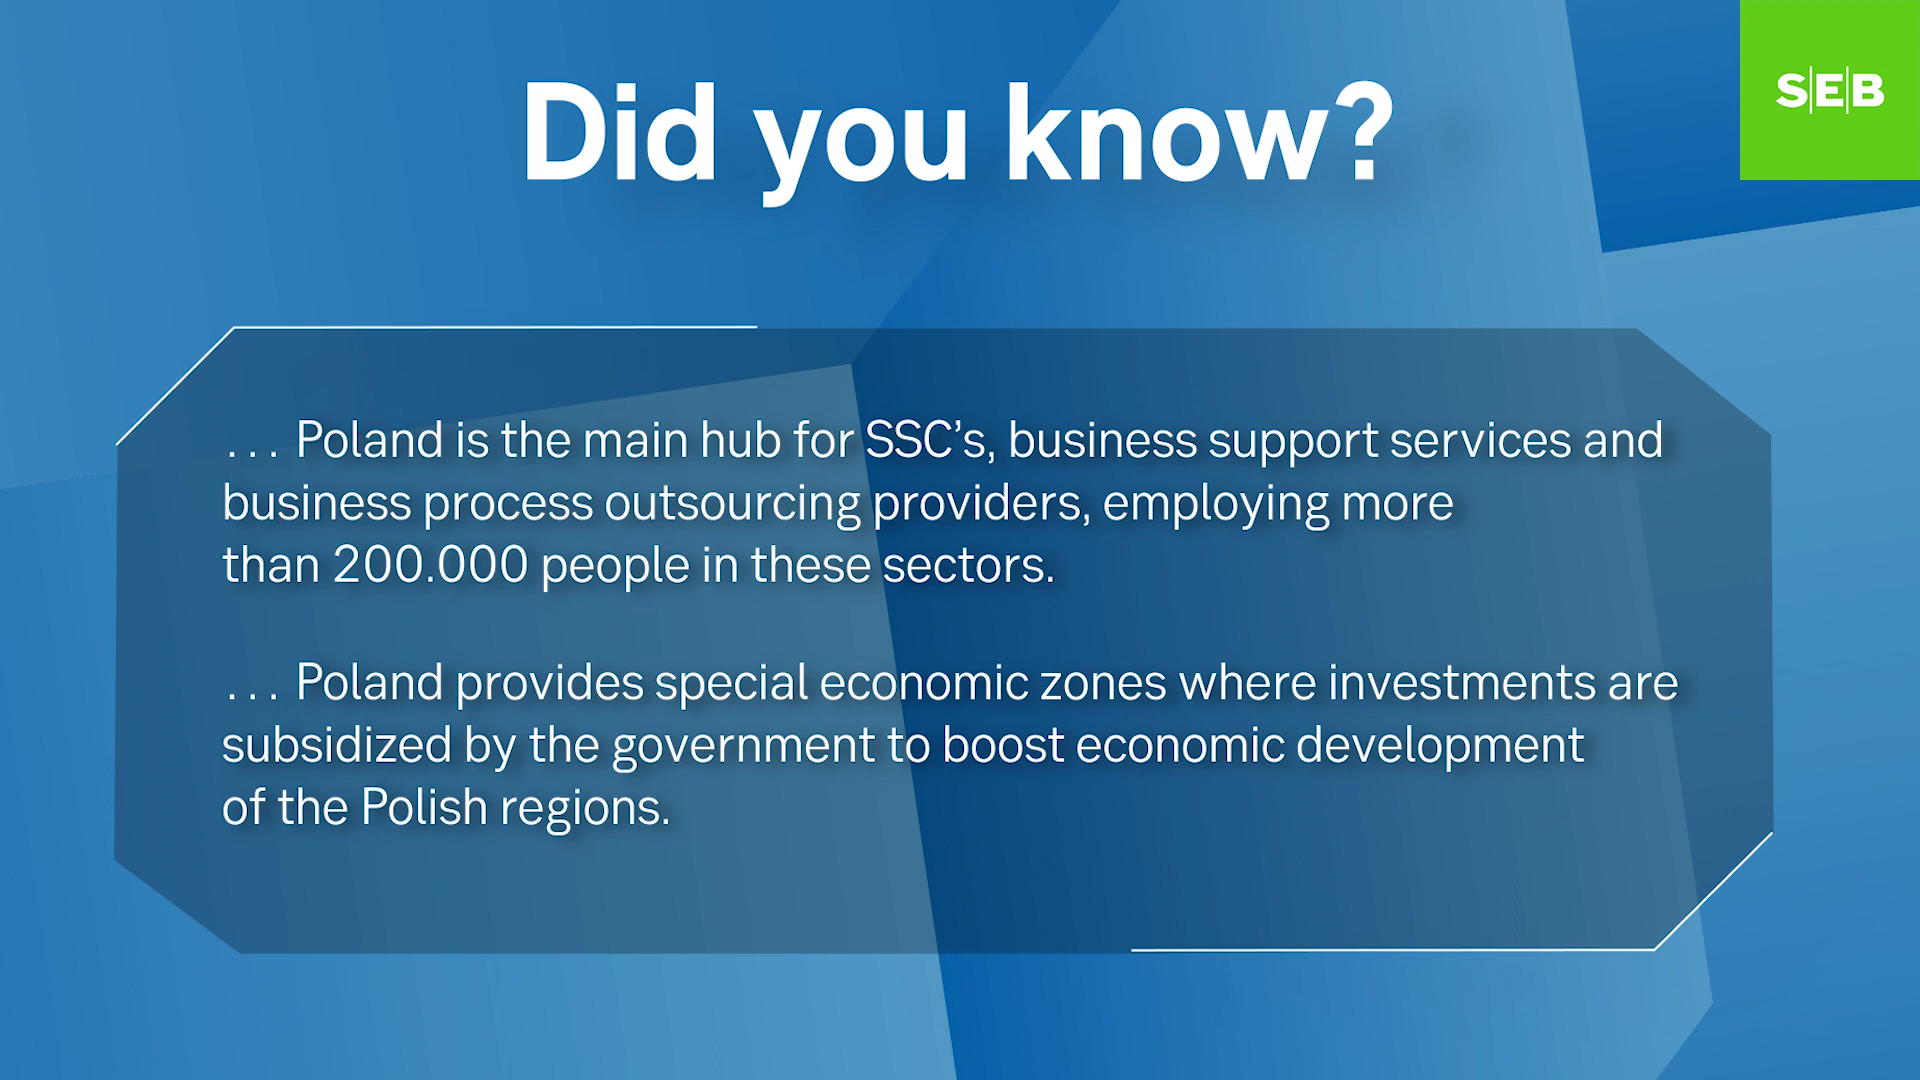 S|E|B
Did you know?
... Poland is the main hub for SSC’s, business support services and
business process outsourcing providers, employing more
than 200.000 people in these sectors.
... Poland provides special economic zones where investments are
subsidized by the government to boost economic development
of the Polish regions.